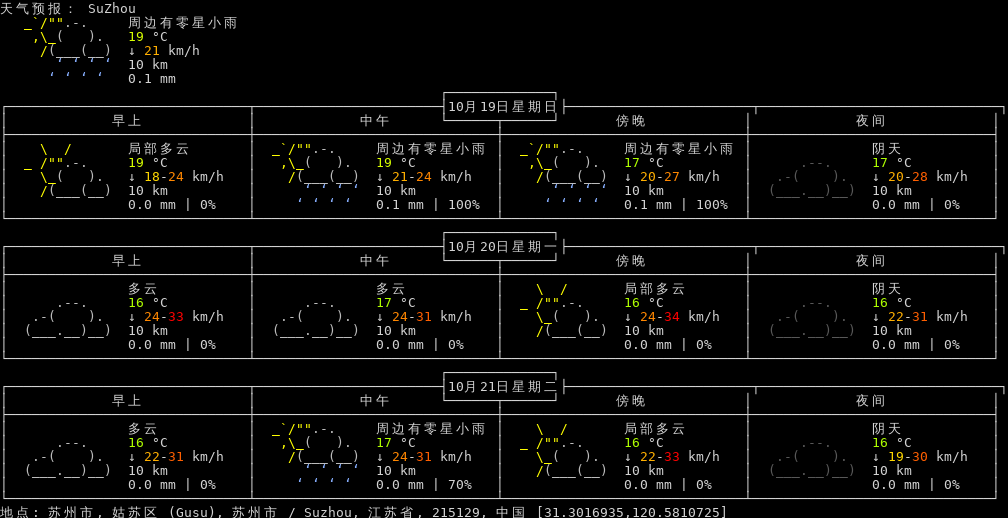 天气预报: SuZhou
周边有零星小雨
19 °C
↓ 21 km/h
10 km
0.1 mm
10月19日星期日
早上 中午 傍晚 夜间
局部多云 周边有零星小雨 周边有零星小雨 阴天
19 °C 19 °C 17 °C 17 °C
↓ 18-24 km/h ↓ 21-24 km/h ↓ 20-27 km/h ↓ 20-28 km/h
10 km 10 km 10 km 10 km
0.0 mm | 0% 0.1 mm | 100% 0.1 mm | 100% 0.0 mm | 0%
10月20日星期一
早上 中午 傍晚 夜间
多云 多云 局部多云 阴天
16 °C 17 °C 16 °C 16 °C
↓ 24-33 km/h ↓ 24-31 km/h ↓ 24-34 km/h ↓ 22-31 km/h
10 km 10 km 10 km 10 km
0.0 mm | 0% 0.0 mm | 0% 0.0 mm | 0% 0.0 mm | 0%
10月21日星期二
早上 中午 傍晚 夜间
多云 周边有零星小雨 局部多云 阴天
16 °C 17 °C 16 °C 16 °C
↓ 22-31 km/h ↓ 24-31 km/h ↓ 22-33 km/h ↓ 19-30 km/h
10 km 10 km 10 km 10 km
0.0 mm | 0% 0.0 mm | 70% 0.0 mm | 0% 0.0 mm | 0%
地点: 苏州市, 姑苏区 (Gusu), 苏州市 / Suzhou, 江苏省, 215129, 中国 [31.3016935,120.5810725]